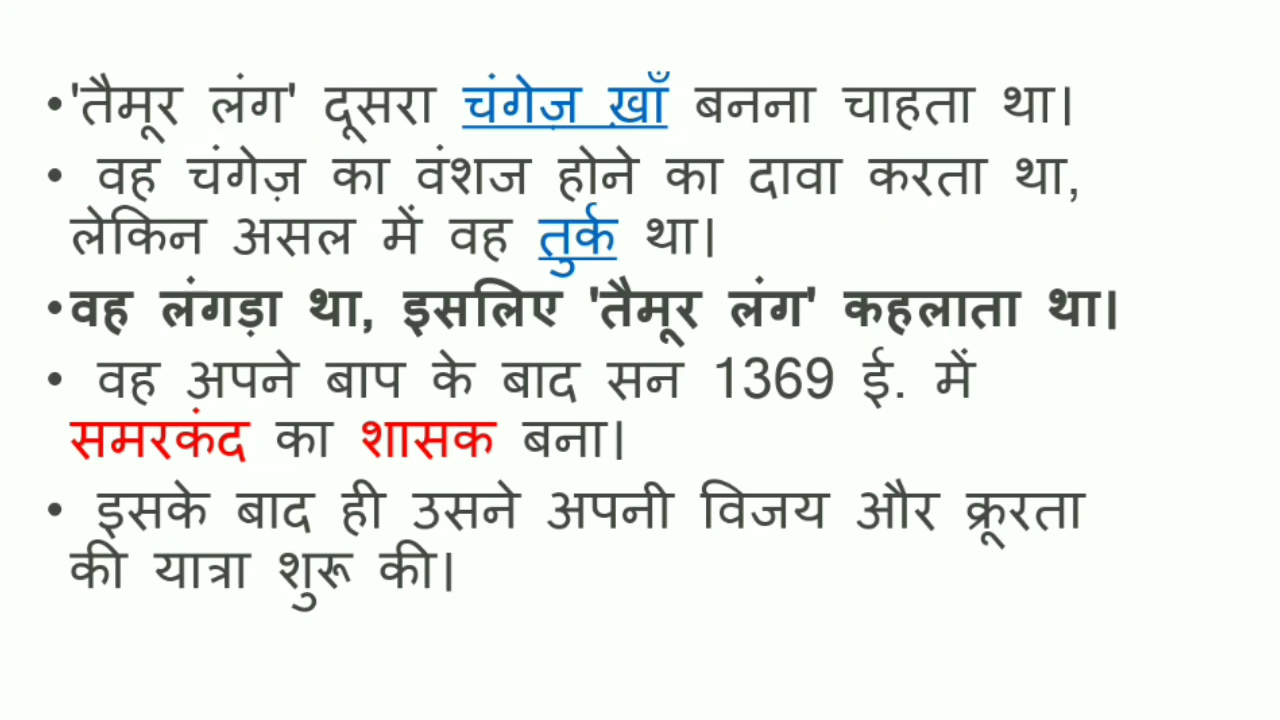 •'तैमूर लंग' दूसरा चंगेज़ ख़ाँ बनना चाहता था।
• वह चंगेज़ का वंशज होने का दावा करता था,
लेकिन असल में वह तुर्क था।
•वह लंगड़ा था, इसलिए 'तैमूर लंग' कहलाता था।
• वह अपने बाप के बाद सन 1369 ई. में
समरकंद का शासक बना।
• इसके बाद ही उसने अपनी विजय और क्रूरता
की यात्रा शुरू की।